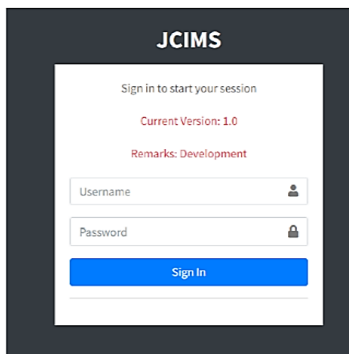 JCIMS
Sign in to start your session
Current Version: 1.0
Remarks: Development
Username
Password
Sign In